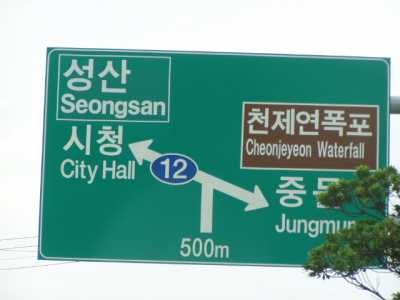 성산
Seongsan
시청
City Hall
12
천제연폭포
Cheonjeyeon Waterfall
500m